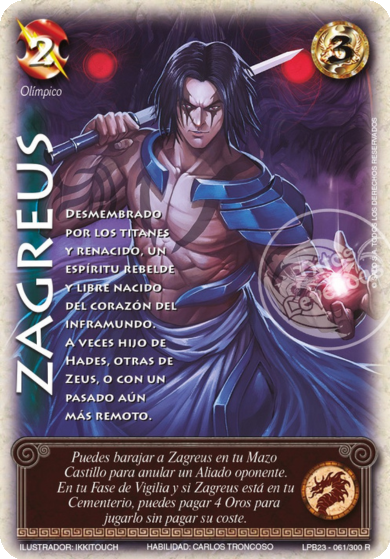 2
3
Olímpico
ZAGREUS
DESMEMBRADO
POR LOS TITANES
Y RENACIDO, UN
ESPÍRITU REBELDE
Y LIBRE NACIDO
DEL CORAZÓN DEL
INFRAMUNDO.
A VECES HIJO DE
HADES, OTRAS DE
ZEUS, O CON UN
PASADO AÚN
MÁS REMOTO.
Puedes barajar a Zagreus en tu Mazo
Castillo para anular un Aliado oponente.
En tu Fase de Vigilia y si Zagreus está en tu
Cementerio, puedes pagar 4 Oros para
jugarlo sin pagar su coste.
ILUSTRADOR: IKKITOUCH
HABILIDAD: CARLOS TRONCOSO
LPB23 - 061/300 R